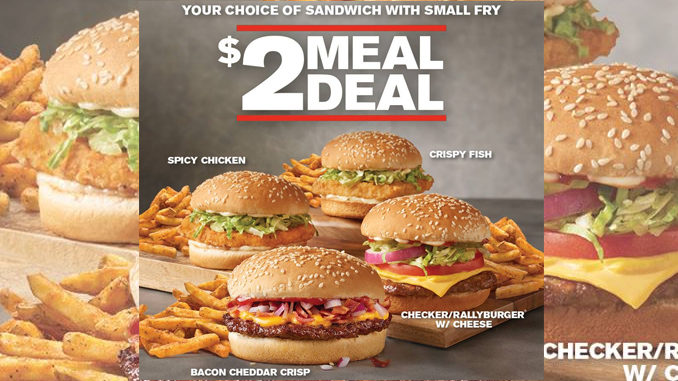 YOUR CHOICE OF SANDWICH WITH SMALL FRY
$2 MEAL
DEAL
SPICY CHICKEN
CRISPY FISH
CHECKER/RALLYBURGER
W/ CHEESE
BACON CHEDDAR CRISP
CHECKER/R
W/ C